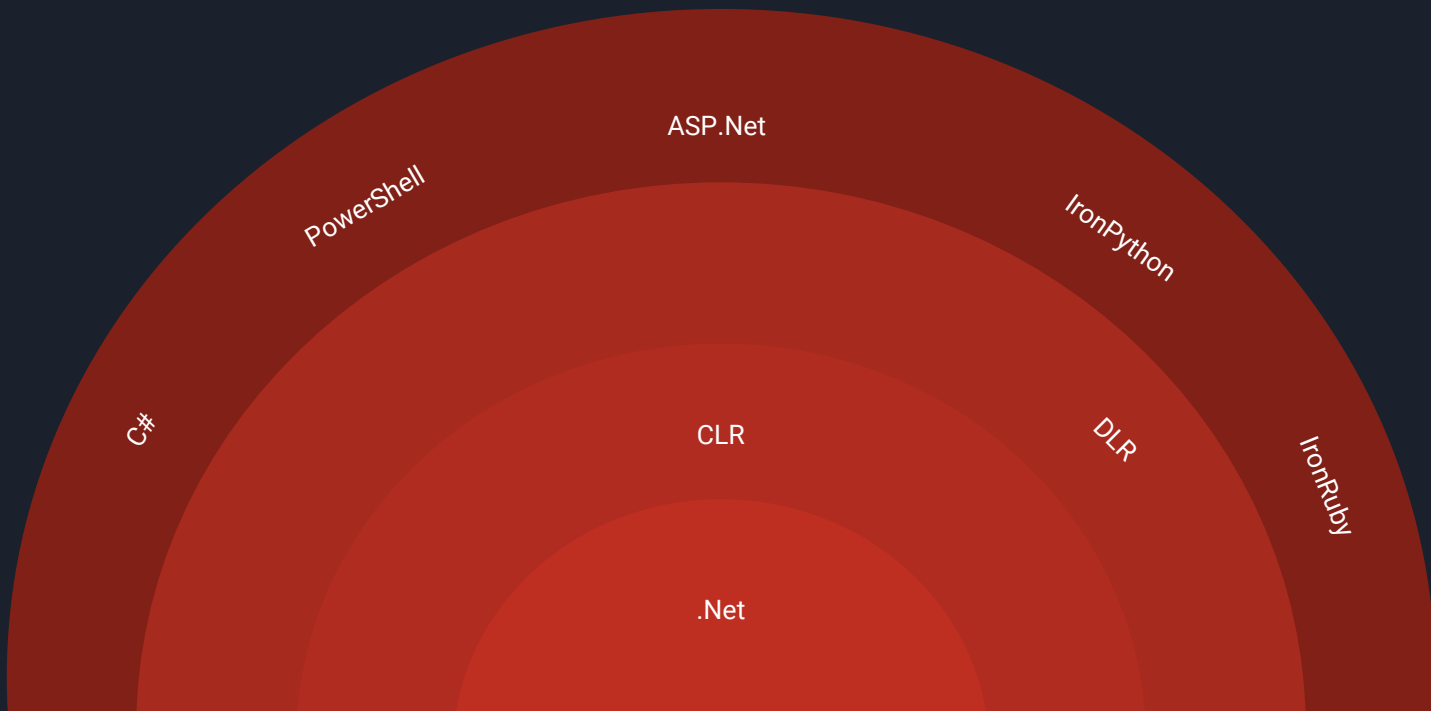 ASP.Net
PowerShell
IronPython
C#
CLR
DLR
IronRuby
.Net